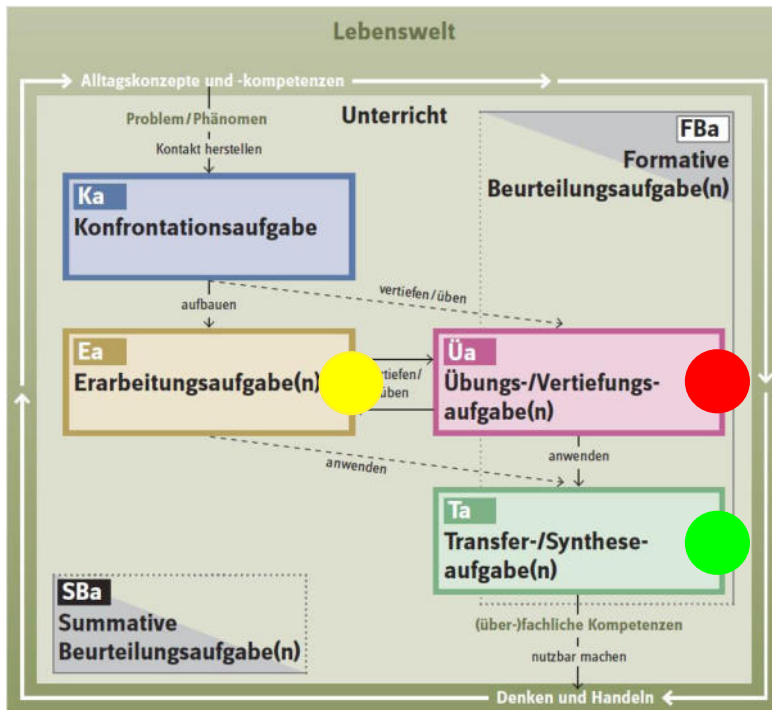 Lebenswelt
Alltagskonzepte und -kompetenzen
Problem/Phänomen
Kontakt herstellen
Unterricht
FBa
Formative
Beurteilungsaufgabe(n)
Ka
Konfrontationsaufgabe
aufbauen
vertiefen/üben
Ea
Erarbeitungsaufgabe(n)
üben
Üa
Übungs-/Vertiefungs-
aufgabe(n)
anwenden
anwenden
Ta
Transfer-/Synthese-
aufgabe(n)
SBa
Summative
Beurteilungsaufgabe(n)
(über-)fachliche Kompetenzen
nutzbar machen
Denken und Handeln